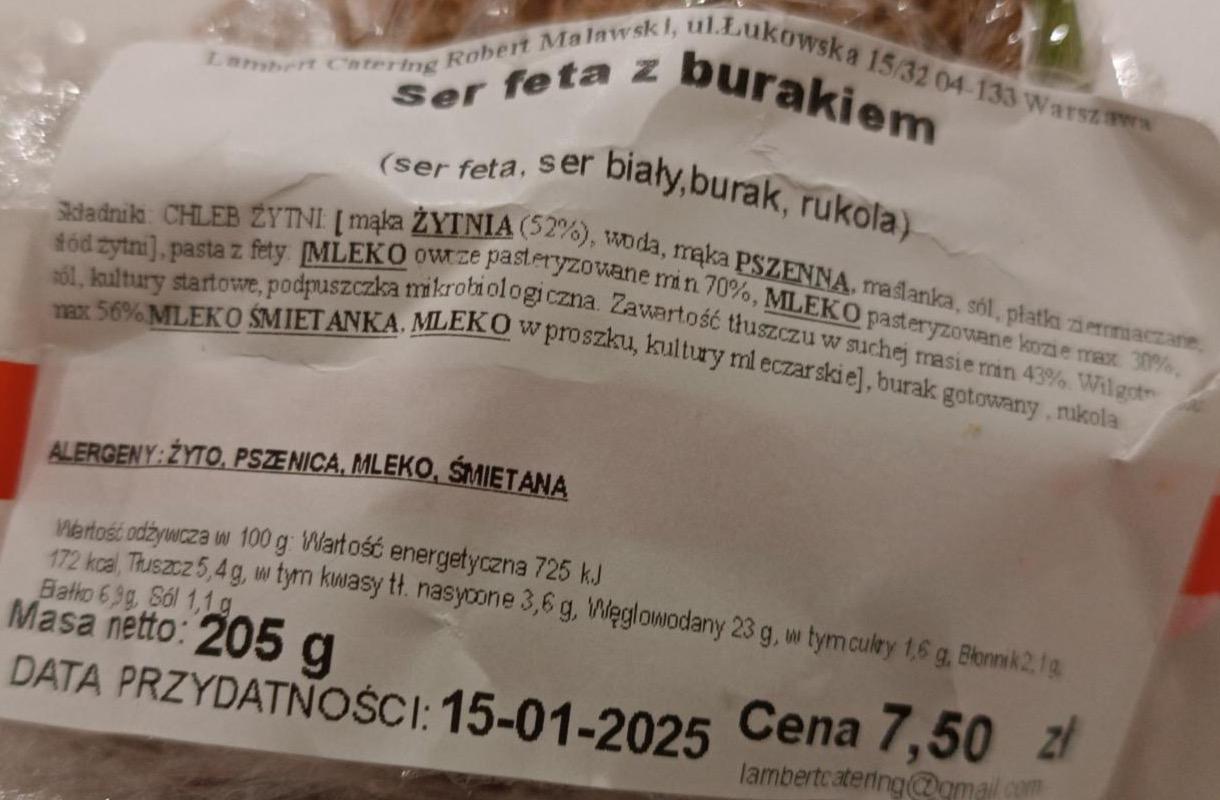 Lambert Catering Robert Malawski, ul.Łukowska 15/32 04-133 Warszawa
ser feta z burakiem
(ser feta, ser biały,burak, rukola)
Składniki: CHLEB ŻYTNI: [ mąka ŻYTNIA (52%), woda, mąka PSZENNA, maślanka, sól, płatki ziemniaczane,
słód żytni], pasta z fety: [MLEKO owcze pasteryzowane min 70%, MLEKO pasteryzowane kozie max. 30%,
sól, kultury startowe, podpuszczka mikrobiologiczna. Zawartość tłuszczu w suchej masie min 43%.
max 56%.MLEKO ŚMIETANKA, MLEKO w proszku, kultury mleczarskie], burak gotowany , rukola
ALERGENY: ŻYTO, PSZENICA, MLEKO, ŚMIETANA
Wartość odżywcza w 100 g: Wartość energetyczna 725 kJ
172 kcal, Tłuszcz 5,4 g, w tym kwasy tł. nasycone 3,6 g, Węglowodany 23 g, w tym cukry 1,6 g, Błonnik 2,1g,
Białko 6,9g, Sól 1,1 g
Masa netto: 205 g
DATA PRZYDATNOŚCI: 15-01-2025 Cena 7,50 zł
lambertcatering@gmail.com